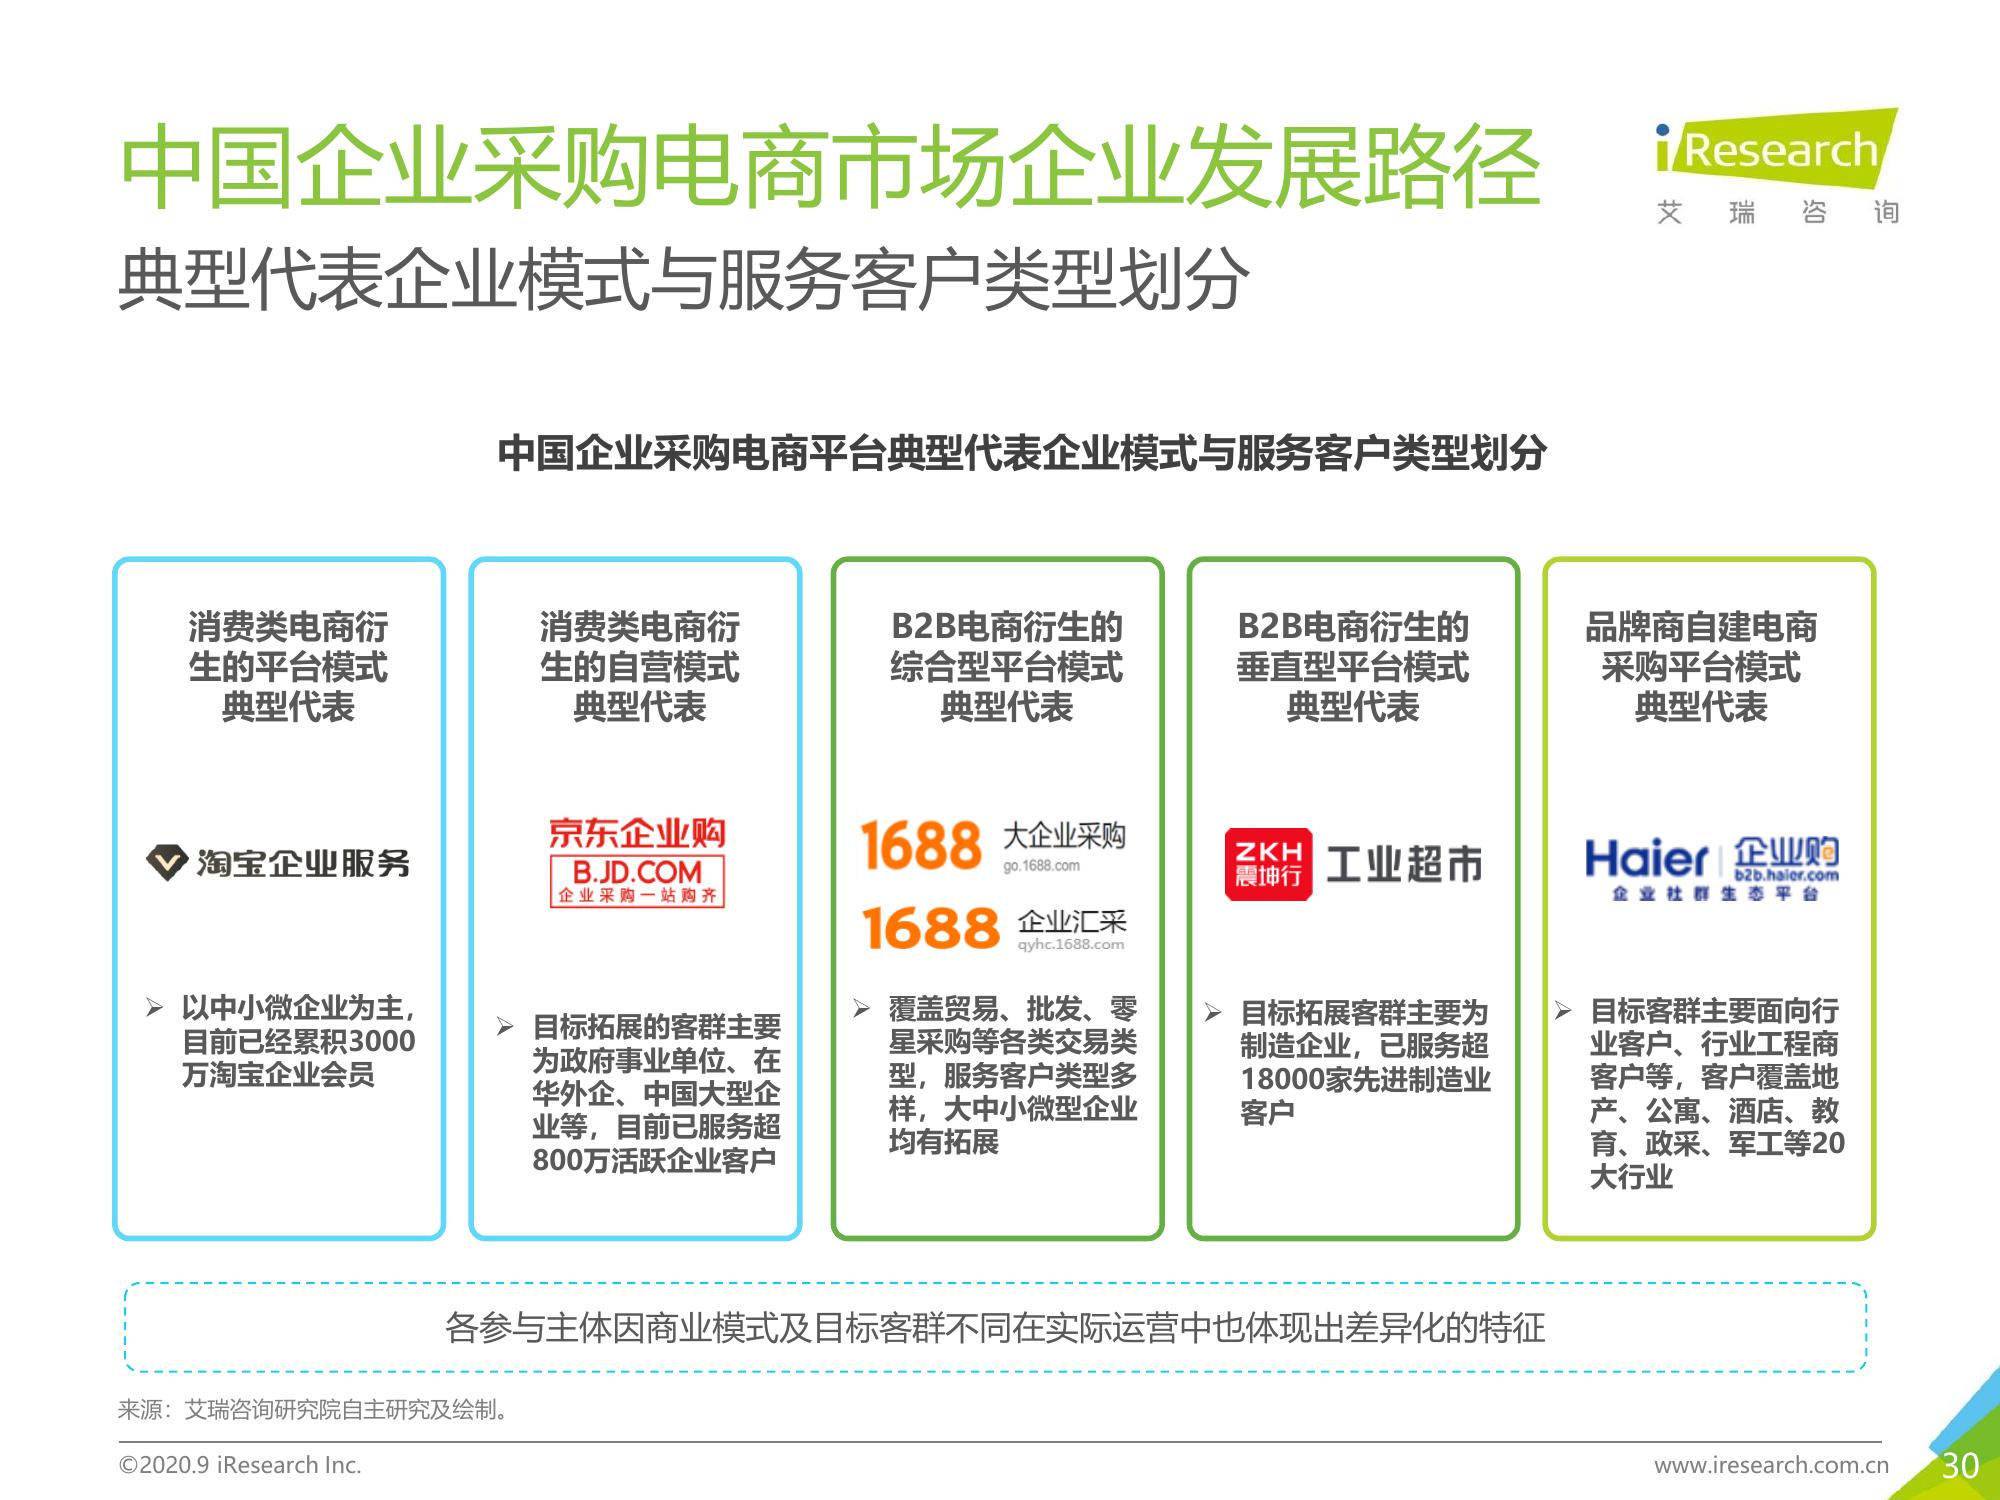 中国企业采购电商市场企业发展路径
iResearch
艾瑞咨询
典型代表企业模式与服务客户类型划分
中国企业采购电商平台典型代表企业模式与服务客户类型划分
消费类电商衍
生的平台模式
典型代表
淘宝企业服务
➢ 以中小微企业为主，
目前已经累积3000
万淘宝企业会员
消费类电商衍
生的自营模式
典型代表
京东企业购
B.JD.COM
企业采购一站购齐
➢ 目标拓展的客群主要
为政府事业单位、在
华外企、中国大型企
业等，目前已服务超
800万活跃企业客户
B2B电商衍生的
综合型平台模式
典型代表
1688 大企业采购
go.1688.com
1688 企业汇采
qyhc.1688.com
➢ 覆盖贸易、批发、零
星采购等各类交易类
型，服务客户类型多
样，大中小微型企业
均有拓展
B2B电商衍生的
垂直型平台模式
典型代表
ZKH
震坤行
工业超市
➢ 目标拓展客群主要为
制造企业，已服务超
18000家先进制造业
客户
品牌商自建电商
采购平台模式
典型代表
Haier 企业购
b2b.haier.com
企业社群生态平台
➢ 目标客群主要面向行
业客户、行业工程商
客户等，客户覆盖地
产、公寓、酒店、教
育、政采、军工等20
大行业
各参与主体因商业模式及目标客群不同在实际运营中也体现出差异化的特征
来源：艾瑞咨询研究院自主研究及绘制。
©2020.9 iResearch Inc.
www.iresearch.com.cn
30